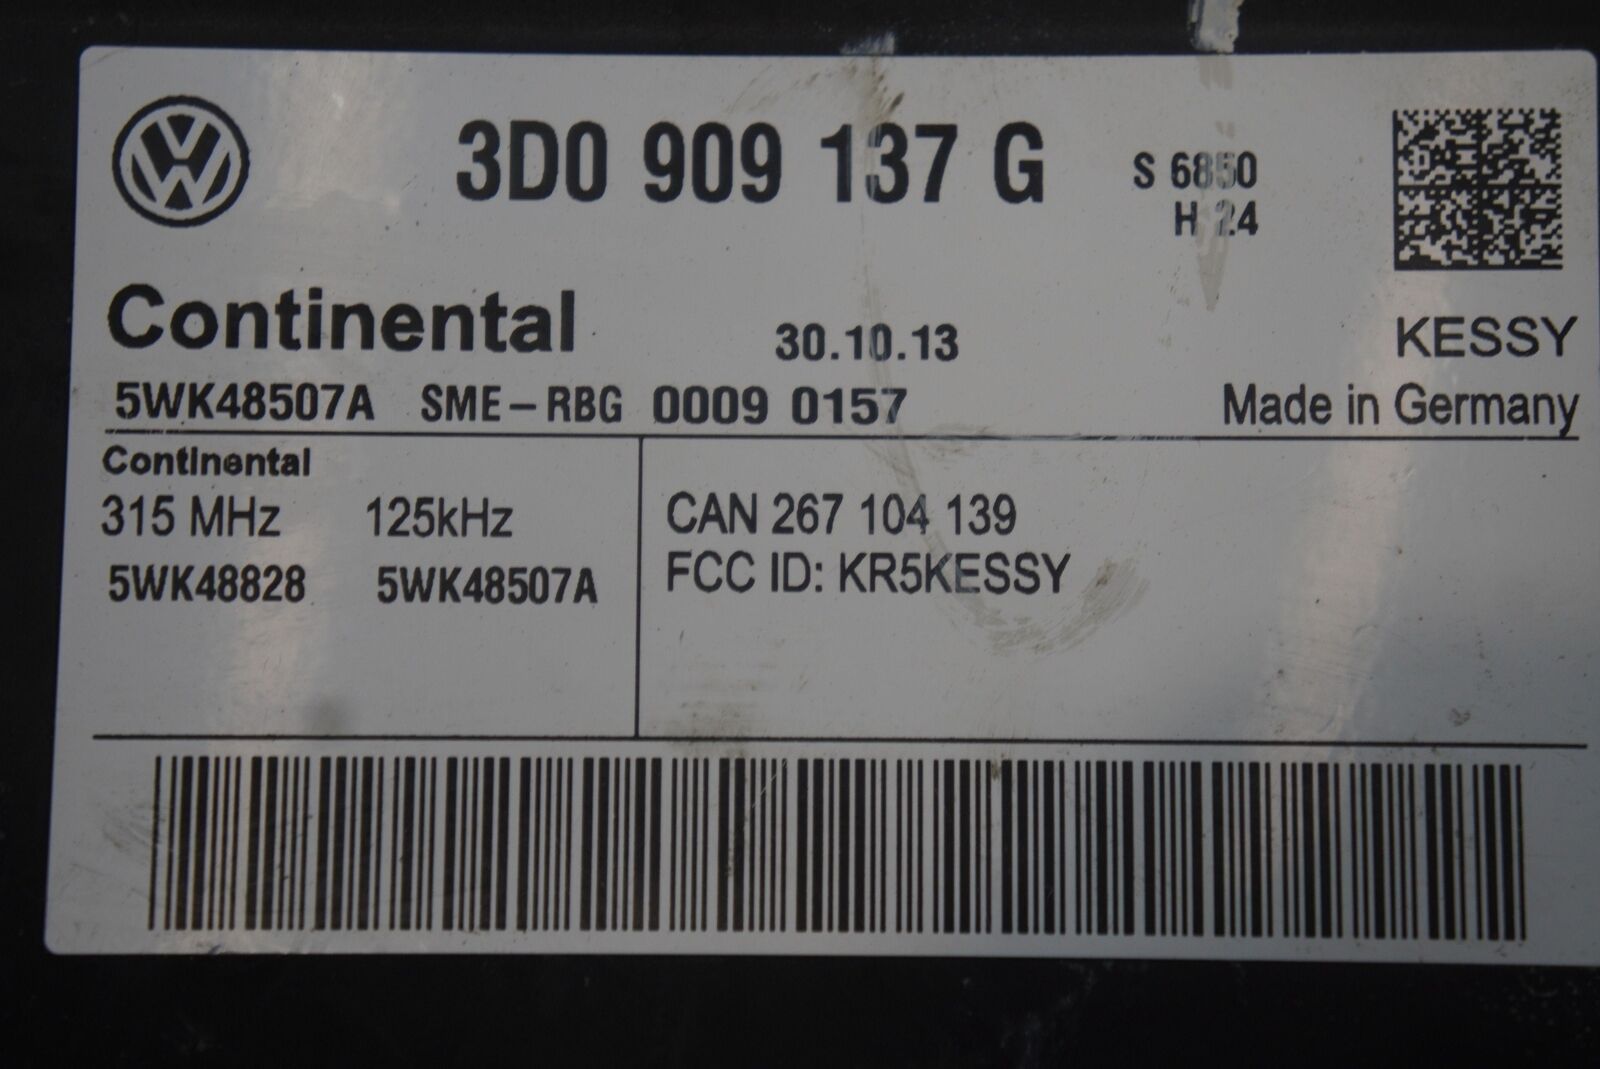 3D0 909 137 G
S 6850
H 24
Continental 30.10.13 KESSY
5WK48507A SME-RBG 0009 0157 Made in Germany
Continental
315 MHz 125kHz
5WK48828 5WK48507A
CAN 267 104 139
FCC ID: KR5KESSY